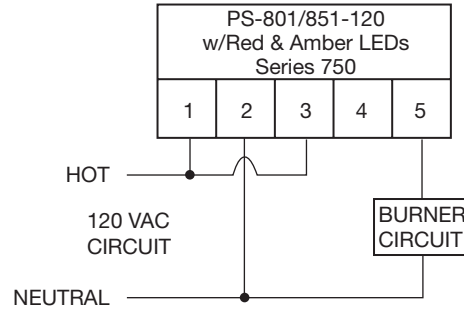 PS-801/851-120
w/Red & Amber LEDs
Series 750
1 2 3 4 5
HOT
120 VAC
CIRCUIT
BURNER
CIRCUIT
NEUTRAL